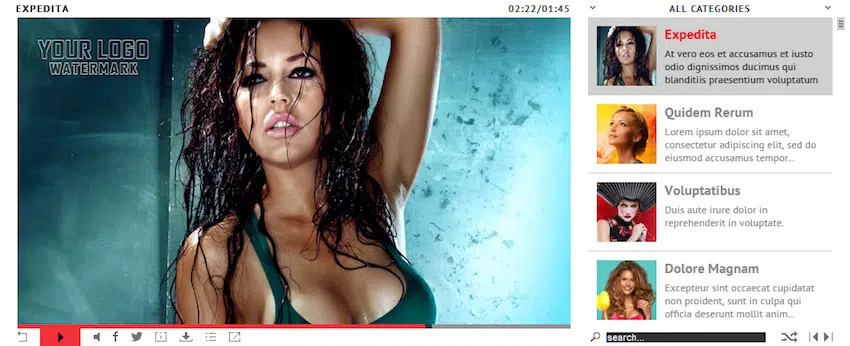 EXPEDITA
02:22/01:45
YOUR LOGO
WATERMARK
ALL CATEGORIES
Expedita
At vero eos et accusamus et iusto
odio dignissimos ducimus qui
blanditiis praesentium voluptatum
Quidem Rerum
Lorem ipsum dolor sit amet,
consectetur adipiscing elit, sed do
eiusmod accusamus tempor...
Voluptatibus
Duis aute irure dolor in
reprehenderit in voluptate.
Dolore Magnam
Excepteur sint occaecat cupidatat
non proident, sunt in culpa qui
officia deserunt mollit anim...
search...